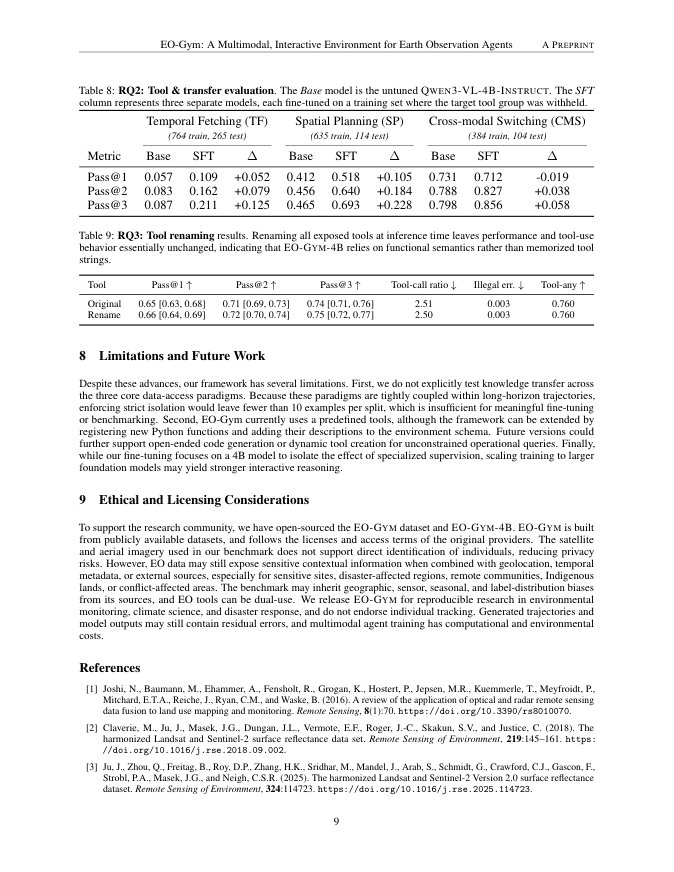 EO-Gym: A Multimodal, Interactive Environment for Earth Observation Agents A PREPRINT
Table 8: RQ2: Tool & transfer evaluation. The Base model is the untuned QWEN3-VL-4B-INSTRUCT. The SFT
column represents three separate models, each fine-tuned on a training set where the target tool group was withheld.
Temporal Fetching (TF) Spatial Planning (SP) Cross-modal Switching (CMS)
(764 train, 265 test) (635 train, 114 test) (384 train, 104 test)
Metric Base SFT Δ Base SFT Δ Base SFT Δ
Pass@1 0.057 0.109 +0.052 0.412 0.518 +0.105 0.731 0.712 -0.019
Pass@2 0.083 0.162 +0.079 0.456 0.640 +0.184 0.788 0.827 +0.038
Pass@3 0.087 0.211 +0.125 0.465 0.693 +0.228 0.798 0.856 +0.058
Table 9: RQ3: Tool renaming results. Renaming all exposed tools at inference time leaves performance and tool-use
behavior essentially unchanged, indicating that EO-GYM-4B relies on functional semantics rather than memorized tool
strings.
Tool Pass@1 ↑ Pass@2 ↑ Pass@3 ↑ Tool-call ratio ↓ Illegal err. ↓ Tool-any ↑
Original 0.65 [0.63, 0.68] 0.71 [0.69, 0.73] 0.74 [0.71, 0.76] 2.51 0.003 0.760
Rename 0.66 [0.64, 0.69] 0.72 [0.70, 0.74] 0.75 [0.72, 0.77] 2.50 0.003 0.760
8 Limitations and Future Work
Despite these advances, our framework has several limitations. First, we do not explicitly test knowledge transfer across
the three core data-access paradigms. Because these paradigms are tightly coupled within long-horizon trajectories,
enforcing strict isolation would leave fewer than 10 examples per split, which is insufficient for meaningful fine-tuning
or benchmarking. Second, EO-Gym currently uses a predefined tools, although the framework can be extended by
registering new Python functions and adding their descriptions to the environment schema. Future versions could
further support open-ended code generation or dynamic tool creation for unconstrained operational queries. Finally,
while our fine-tuning focuses on a 4B model to isolate the effect of specialized supervision, scaling training to larger
foundation models may yield stronger interactive reasoning.
9 Ethical and Licensing Considerations
To support the research community, we have open-sourced the EO-GYM dataset and EO-GYM-4B. EO-GYM is built
from publicly available datasets, and follows the licenses and access terms of the original providers. The satellite
and aerial imagery used in our benchmark does not support direct identification of individuals, reducing privacy
risks. However, EO data may still expose sensitive contextual information when combined with geolocation, temporal
metadata, or external sources, especially for sensitive sites, disaster-affected regions, remote communities, Indigenous
lands, or conflict-affected areas. The benchmark may inherit geographic, sensor, seasonal, and label-distribution biases
from its sources, and EO tools can be dual-use. We release EO-GYM for reproducible research in environmental
monitoring, climate science, and disaster response, and do not endorse individual tracking. Generated trajectories and
model outputs may still contain residual errors, and multimodal agent training has computational and environmental
costs.
References
[1] Joshi, N., Baumann, M., Ehammer, A., Fensholt, R., Grogan, K., Hostert, P., Jepsen, M.R., Kuemmerle, T., Meyfroidt, P.,
Mitchard, E.T.A., Reiche, J., Ryan, C.M., and Waske, B. (2016). A review of the application of optical and radar remote sensing
data fusion to land use mapping and monitoring. Remote Sensing, 8(1):70. https://doi.org/10.3390/rs8010070.
[2] Claverie, M., Ju, J., Masek, J.G., Dungan, J.L., Vermote, E.F., Roger, J.-C., Skakun, S.V., and Justice, C. (2018). The
harmonized Landsat and Sentinel-2 surface reflectance data set. Remote Sensing of Environment, 219:145–161. https:
//doi.org/10.1016/j.rse.2018.09.002.
[3] Ju, J., Zhou, Q., Freitag, B., Roy, D.P., Zhang, H.K., Sridhar, M., Mandel, J., Arab, S., Schmidt, G., Crawford, C.J., Gascon, F.,
Strobl, P.A., Masek, J.G., and Neigh, C.S.R. (2025). The harmonized Landsat and Sentinel-2 Version 2.0 surface reflectance
dataset. Remote Sensing of Environment, 324:114723. https://doi.org/10.1016/j.rse.2025.114723.
9